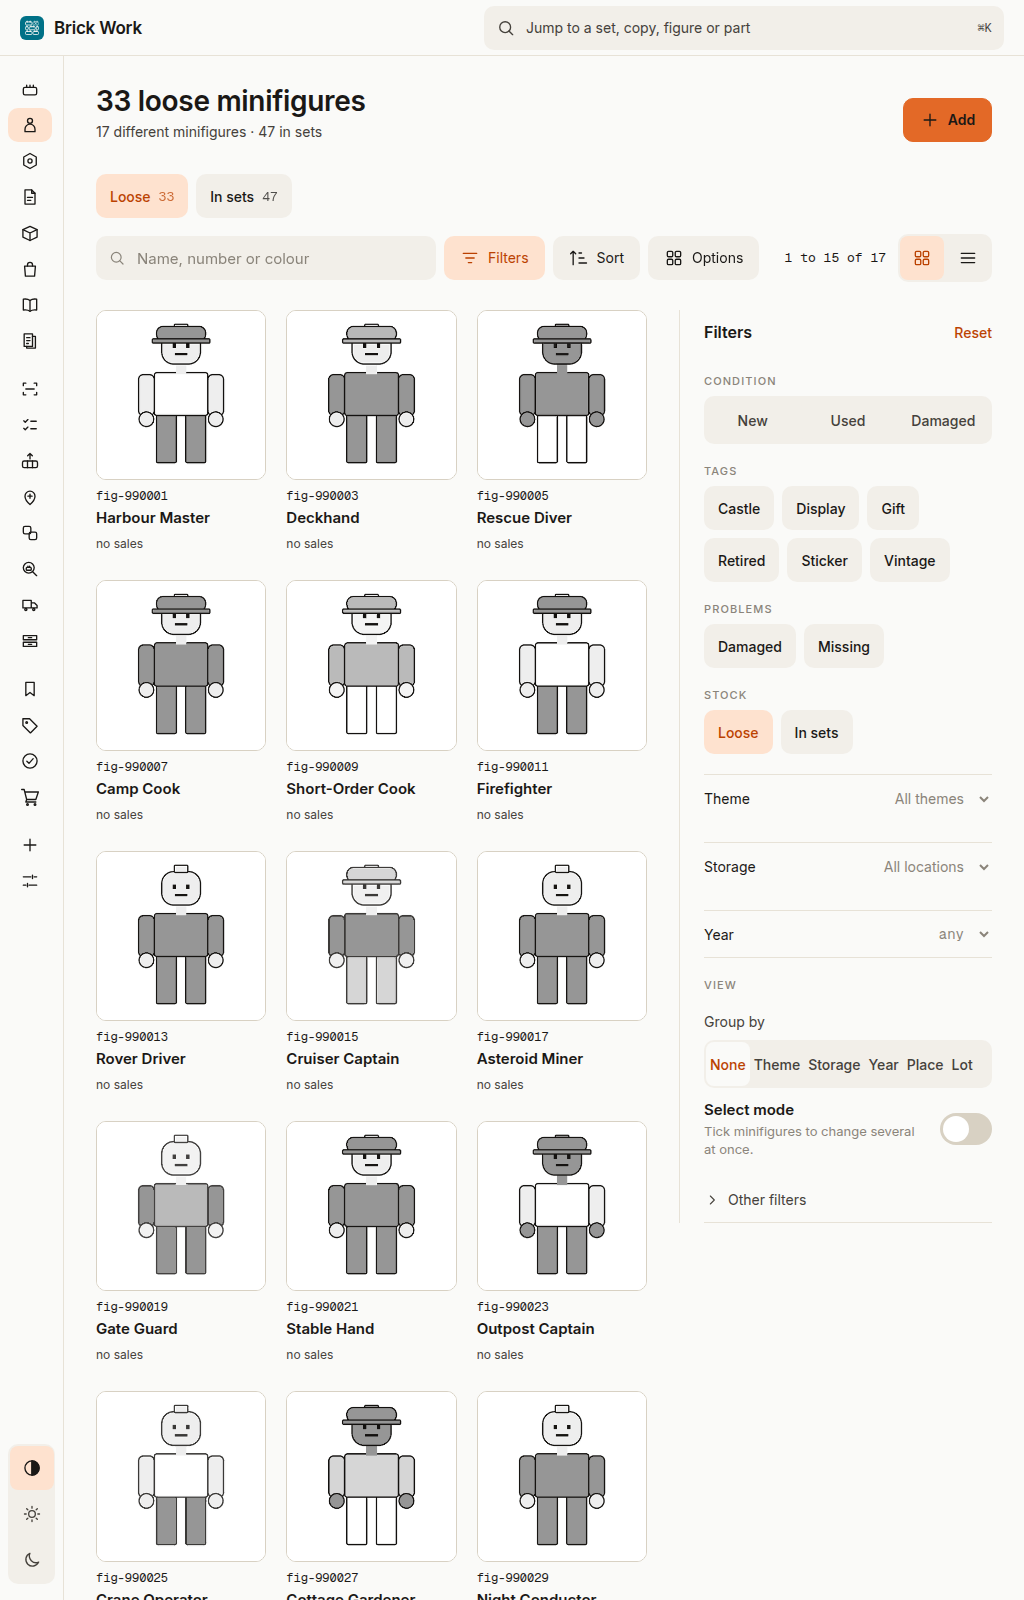 Brick Work
Jump to a set, copy, figure or part
⌘K
33 loose minifigures
17 different minifigures · 47 in sets
Add
Loose 33
In sets 47
Name, number or colour
Filters
Sort
Options
1 to 15 of 17
fig-990001
Harbour Master
no sales
fig-990003
Deckhand
no sales
fig-990005
Rescue Diver
no sales
fig-990007
Camp Cook
no sales
fig-990009
Short-Order Cook
no sales
fig-990011
Firefighter
no sales
fig-990013
Rover Driver
no sales
fig-990015
Cruiser Captain
no sales
fig-990017
Asteroid Miner
no sales
fig-990019
Gate Guard
no sales
fig-990021
Stable Hand
no sales
fig-990023
Outpost Captain
no sales
fig-990025
Crane Operator
fig-990027
Cottage Gardener
fig-990029
Night Conductor
Filters
Reset
CONDITION
New
Used
Damaged
TAGS
Castle
Display
Gift
Retired
Sticker
Vintage
PROBLEMS
Damaged
Missing
STOCK
Loose
In sets
Theme
All themes
Storage
All locations
Year
any
VIEW
Group by
None
Theme
Storage
Year
Place
Lot
Select mode
Tick minifigures to change several
at once.
Other filters